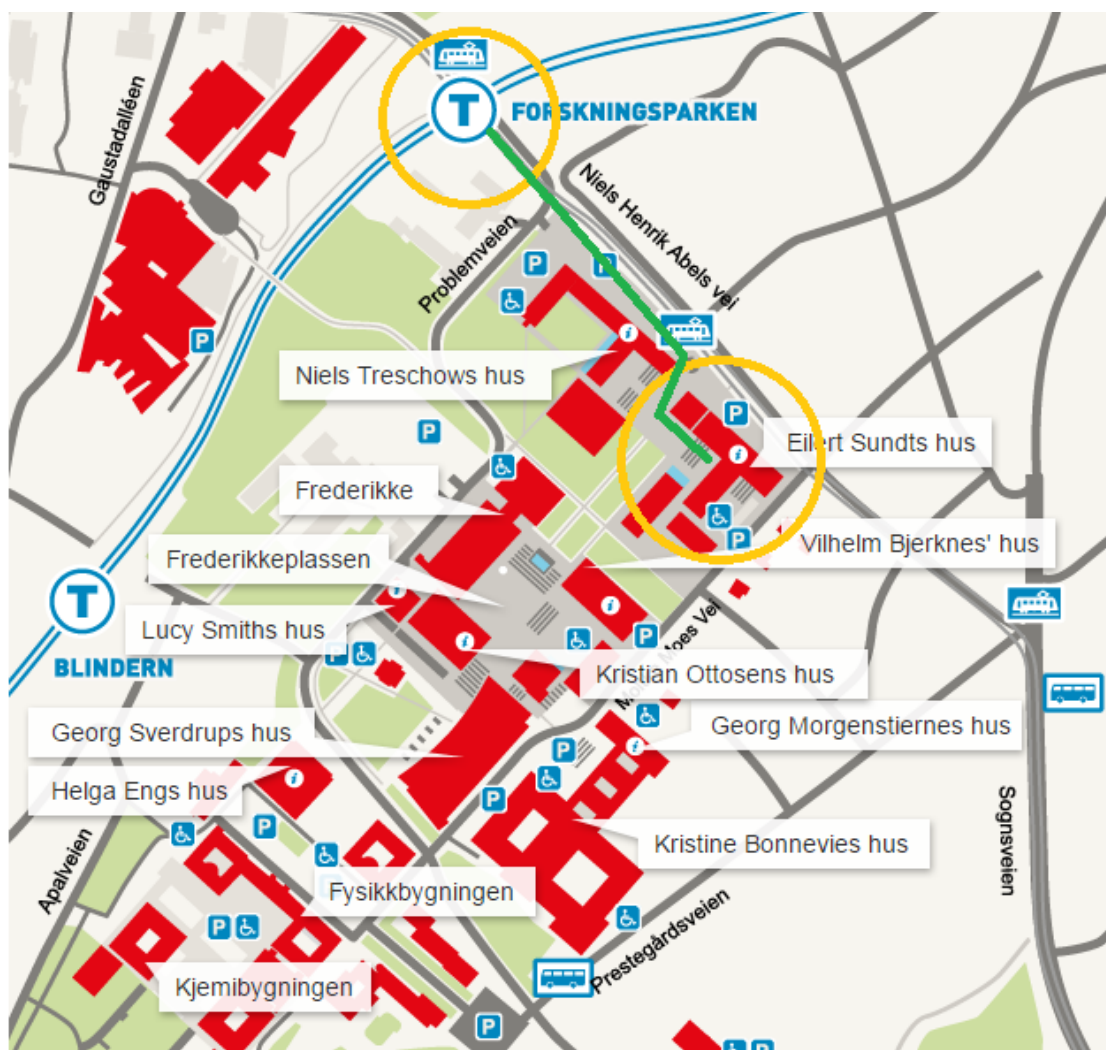 T
FORSKNINGSPARKEN
Gaustadalléen
Niels Henrik Abels vei
Problemveien
P
P
P
i
Niels Treschows hus
P
P
i
Eilert Sundts hus
Frederikke
P
Vilhelm Bjerknes' hus
Frederikkeplassen
T
i
i
Lucy Smiths hus
BLINDERN
P
i
P
Moes Vei
Kristian Ottosens hus
Georg Sverdrups hus
Georg Morgenstiernes hus
P
i
Helga Engs hus
i
P
Sognsveien
P
Apalveien
Kristine Bonnevies hus
Fysikkbygningen
P
Prestegårdsveien
Kjemibygningen
P
P